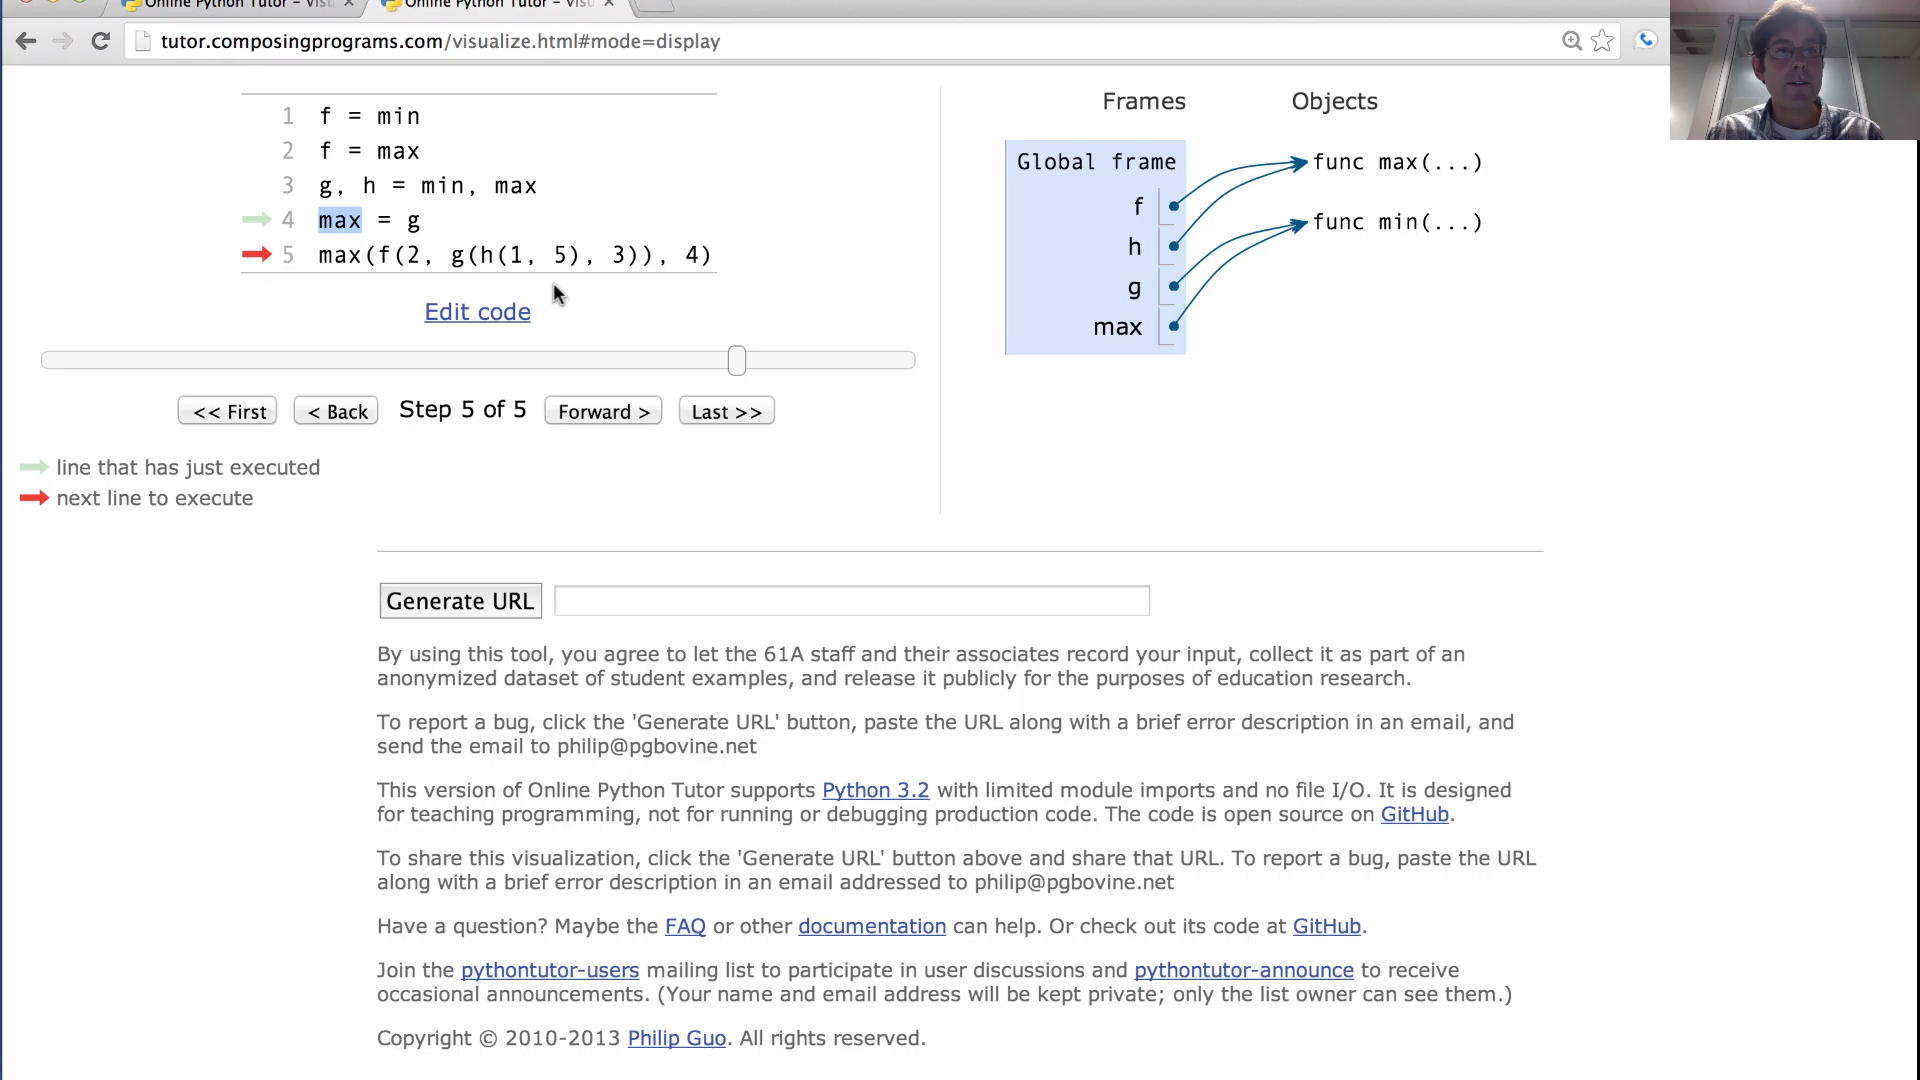 Online Python Tutor – Visu
Online Python Tutor – Visu
tutor.composingprograms.com/visualize.html#mode=display
1 f = min
2 f = max
3 g, h = min, max
4 max = g
5 max(f(2, g(h(1, 5), 3)), 4)
Edit code
<< First < Back Step 5 of 5 Forward > Last >>
line that has just executed
next line to execute
Frames Objects
Global frame func max(...)
f
func min(...)
h
g
max
Generate URL
By using this tool, you agree to let the 61A staff and their associates record your input, collect it as part of an
anonymized dataset of student examples, and release it publicly for the purposes of education research.
To report a bug, click the 'Generate URL' button, paste the URL along with a brief error description in an email, and
send the email to philip@pgbovine.net
This version of Online Python Tutor supports Python 3.2 with limited module imports and no file I/O. It is designed
for teaching programming, not for running or debugging production code. The code is open source on GitHub.
To share this visualization, click the 'Generate URL' button above and share that URL. To report a bug, paste the URL
along with a brief error description in an email addressed to philip@pgbovine.net
Have a question? Maybe the FAQ or other documentation can help. Or check out its code at GitHub.
Join the pythontutor-users mailing list to participate in user discussions and pythontutor-announce to receive
occasional announcements. (Your name and email address will be kept private; only the list owner can see them.)
Copyright © 2010-2013 Philip Guo. All rights reserved.